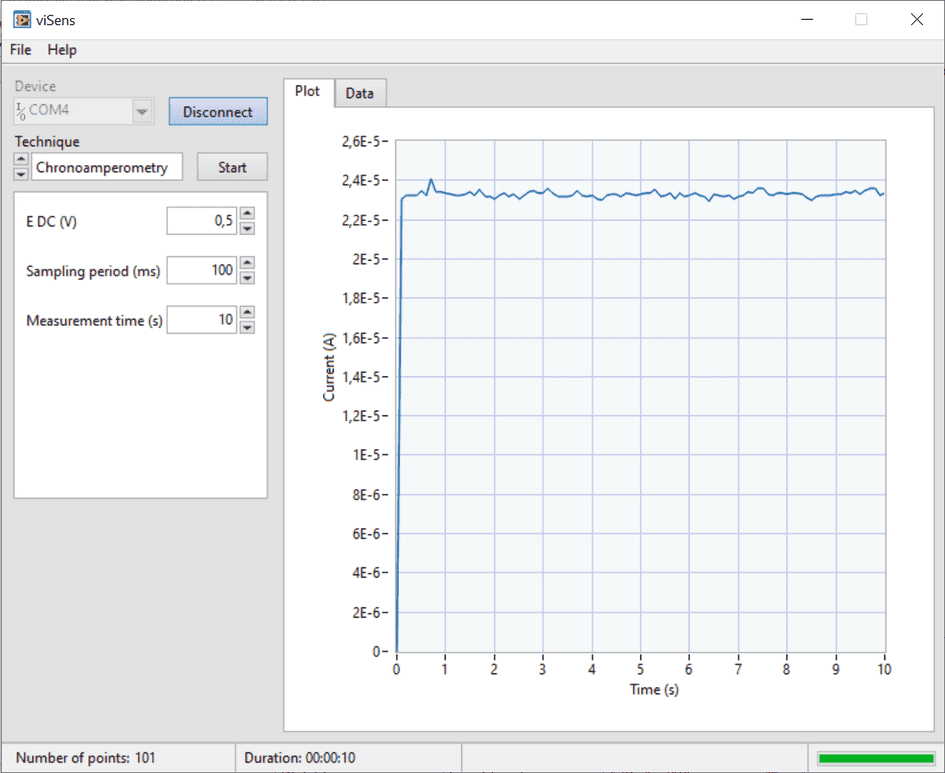 viSens
File Help
Device
I/O COM4
Disconnect
Technique
Chronoamperometry
Start
E DC (V)
0,5
Sampling period (ms)
100
Measurement time (s)
10
Plot
Data
2,6E-5
2,4E-5
2,2E-5
2E-5
1,8E-5
1,6E-5
1,4E-5
1,2E-5
1E-5
8E-6
6E-6
4E-6
2E-6
0
Current (A)
0 1 2 3 4 5 6 7 8 9 10
Time (s)
Number of points: 101
Duration: 00:00:10